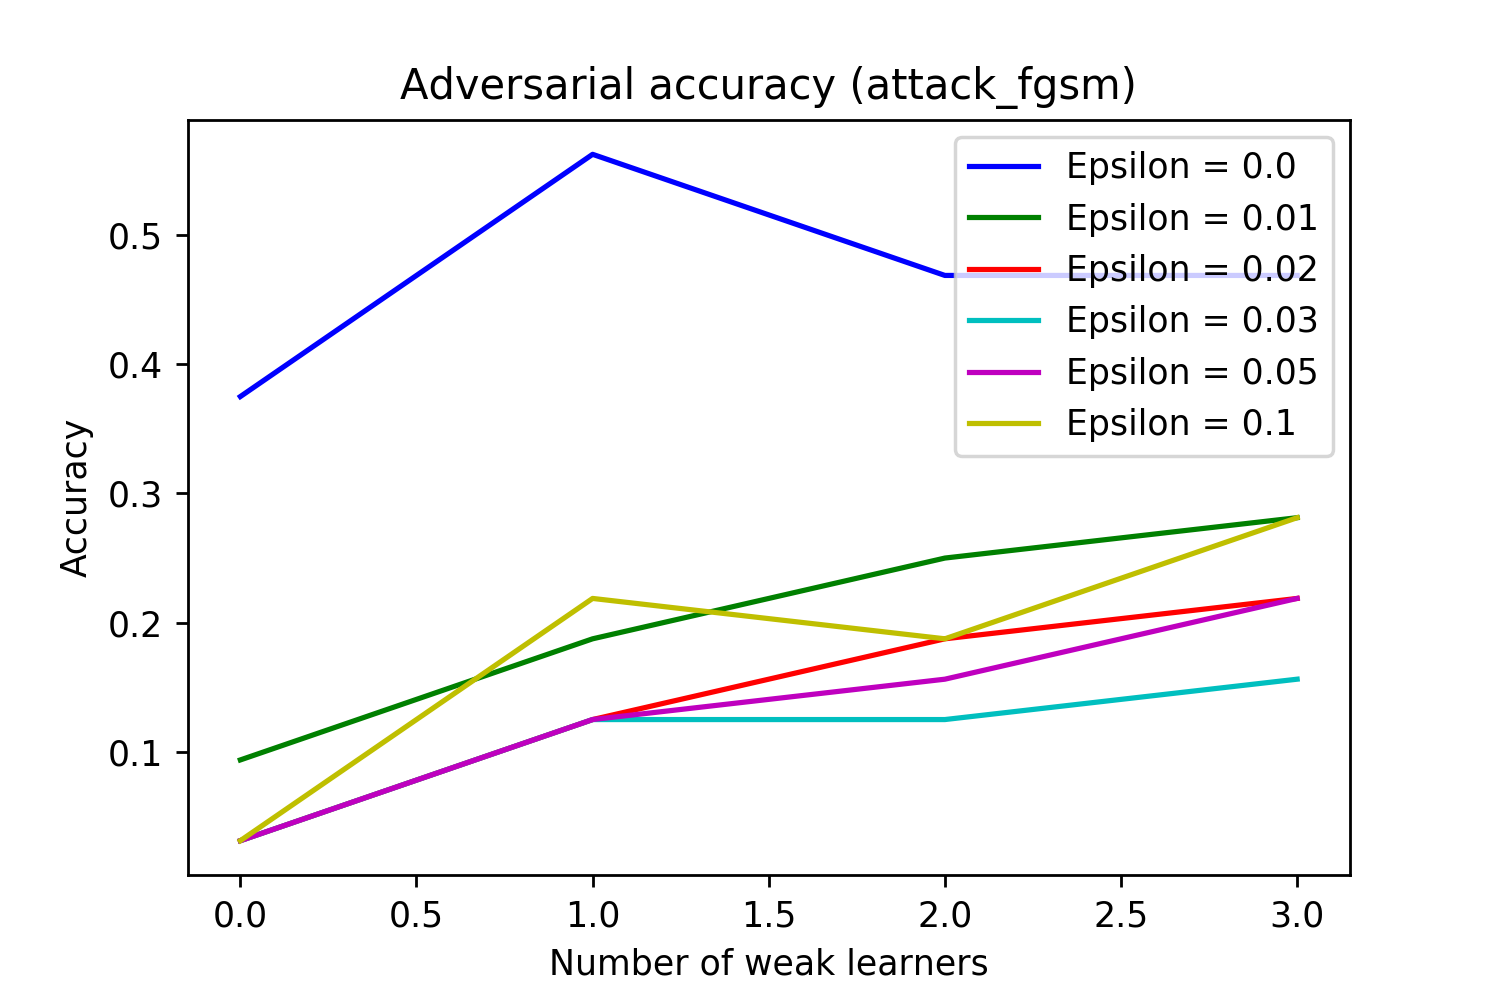 Adversarial accuracy (attack_fgsm)
Epsilon = 0.0
Epsilon = 0.01
Epsilon = 0.02
Epsilon = 0.03
Epsilon = 0.05
Epsilon = 0.1
Accuracy
0.5
0.4
0.3
0.2
0.1
0.0 0.5 1.0 1.5 2.0 2.5 3.0
Number of weak learners